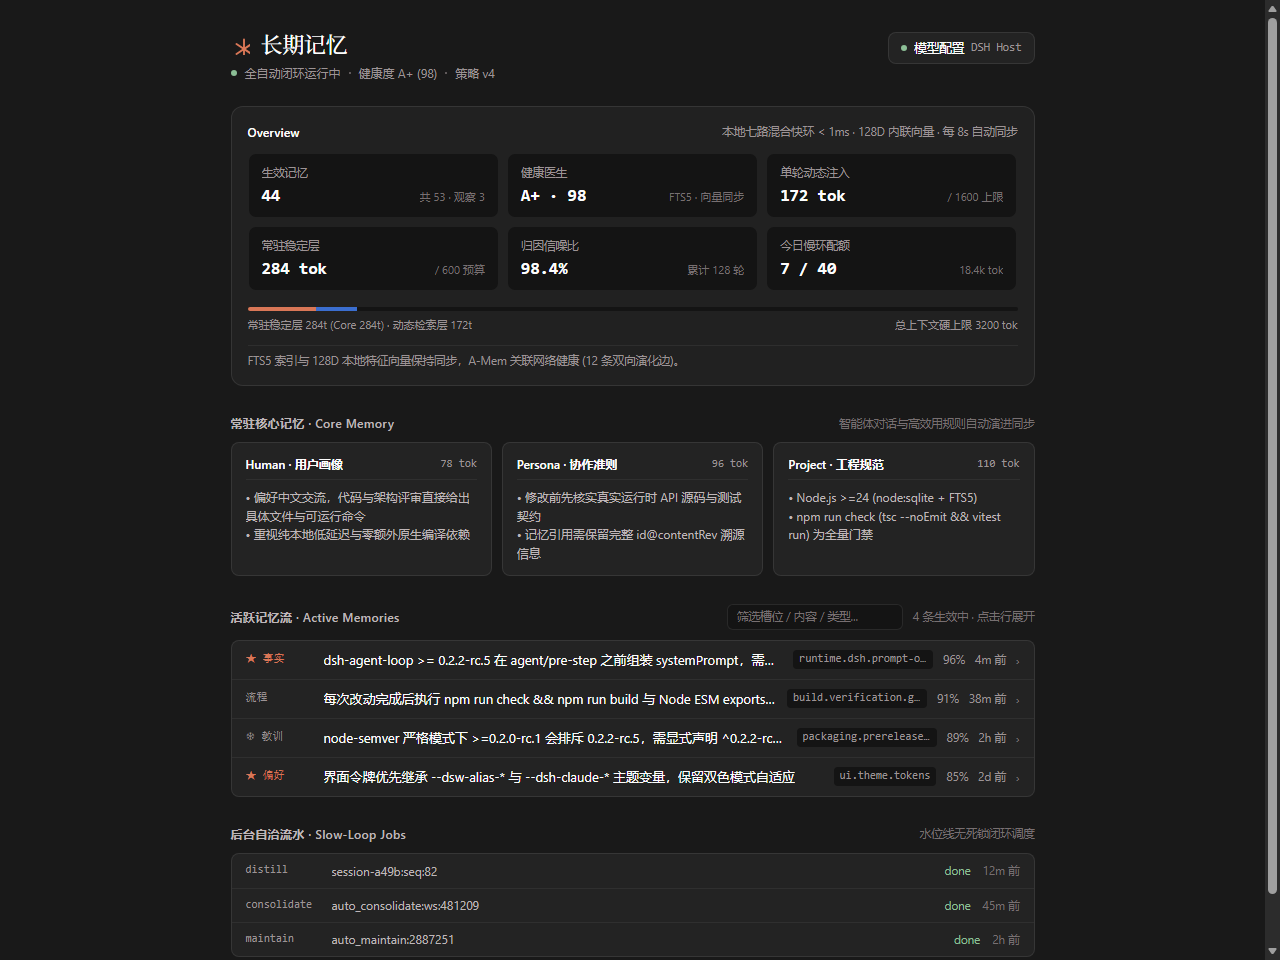 长期记忆
模型配置 DSH Host
全自动闭环运行中 · 健康度 A+ (98) · 策略 v4
Overview
本地七路混合快环 < 1ms · 128D 内联向量 · 每 8s 自动同步
生效记忆
44
共 53 · 观察 3
健康医生
A+ · 98
FTS5 · 向量同步
单轮动态注入
172 tok
/ 1600 上限
常驻稳定层
284 tok
/ 600 预算
归因信噪比
98.4%
累计 128 轮
今日慢环配额
7 / 40
18.4k tok
常驻稳定层 284t (Core 284t) · 动态检索层 172t
总上下文硬上限 3200 tok
FTS5 索引与 128D 本地特征向量保持同步，A-Mem 关联网络健康 (12 条双向演化边)。
常驻核心记忆 · Core Memory
智能体对话与高效用规则自动演进同步
Human · 用户画像
78 tok
• 偏好中文交流，代码与架构评审直接给出
具体文件与可运行命令
• 重视纯本地低延迟与零额外原生编译依赖
Persona · 协作准则
96 tok
• 修改前先核实真实运行时 API 源码与测试
契约
• 记忆引用需保留完整 id@contentRev 溯源
信息
Project · 工程规范
110 tok
• Node.js >=24 (node:sqlite + FTS5)
• npm run check (tsc --noEmit && vitest
run) 为全量门禁
活跃记忆流 · Active Memories
筛选槽位 / 内容 / 类型...
4 条生效中 · 点击行展开
★ 事实
dsh-agent-loop >= 0.2.2-rc.5 在 agent/pre-step 之前组装 systemPrompt，需...
runtime.dsh.prompt-o…
96%
4m 前 ›
流程
每次改动完成后执行 npm run check && npm run build 与 Node ESM exports...
build.verification.g…
91%
38m 前 ›
❄ 教训
node-semver 严格模式下 >=0.2.0-rc.1 会排斥 0.2.2-rc.5，需显式声明 ^0.2.2-rc...
packaging.prerelease…
89%
2h 前 ›
★ 偏好
界面令牌优先继承 --dsw-alias-* 与 --dsh-claude-* 主题变量，保留双色模式自适应
ui.theme.tokens
85%
2d 前 ›
后台自治流水 · Slow-Loop Jobs
水位线无死锁闭环调度
distill
session-a49b:seq:82
done
12m 前
consolidate
auto_consolidate:ws:481209
done
45m 前
maintain
auto_maintain:2887251
done
2h 前